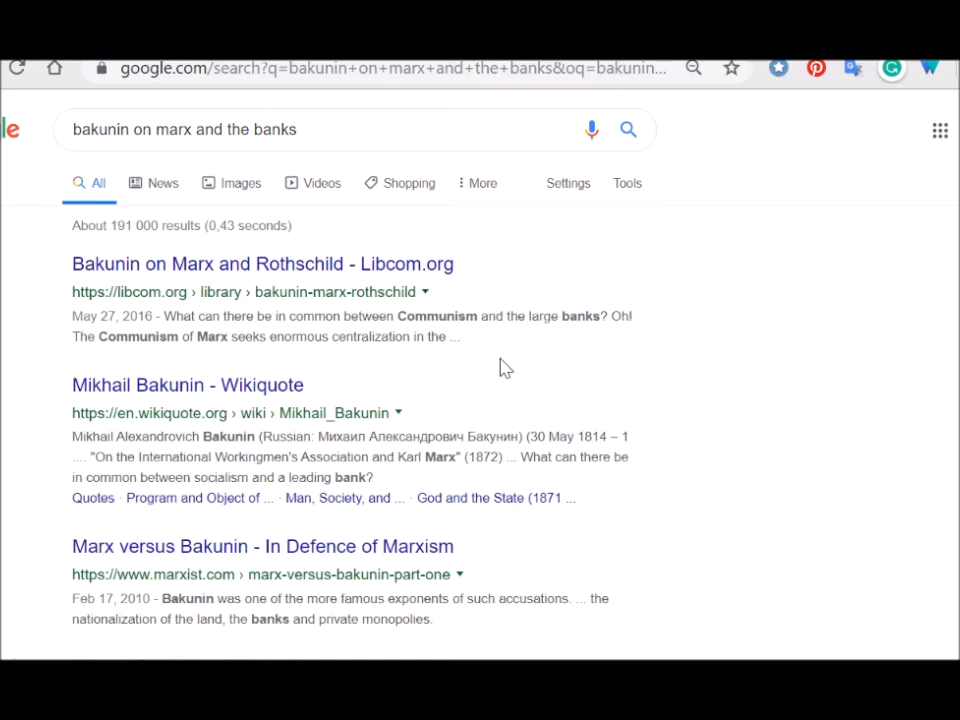 google.com/search?q=bakunin+on+marx+and+the+banks&oq=bakunin...
le
bakunin on marx and the banks
All News Images Videos Shopping More Settings Tools
About 191 000 results (0,43 seconds)
Bakunin on Marx and Rothschild - Libcom.org
https://libcom.org › library › bakunin-marx-rothschild
May 27, 2016 - What can there be in common between Communism and the large banks? Oh!
The Communism of Marx seeks enormous centralization in the ...
Mikhail Bakunin - Wikiquote
https://en.wikiquote.org › wiki › Mikhail_Bakunin
Mikhail Alexandrovich Bakunin (Russian: Михаил Александрович Бакунин) (30 May 1814 – 1
.... "On the International Workingmen's Association and Karl Marx" (1872) ... What can there be
in common between socialism and a leading bank?
Quotes · Program and Object of ... · Man, Society, and ... · God and the State (1871 ...
Marx versus Bakunin - In Defence of Marxism
https://www.marxist.com › marx-versus-bakunin-part-one
Feb 17, 2010 - Bakunin was one of the more famous exponents of such accusations. ... the
nationalization of the land, the banks and private monopolies.